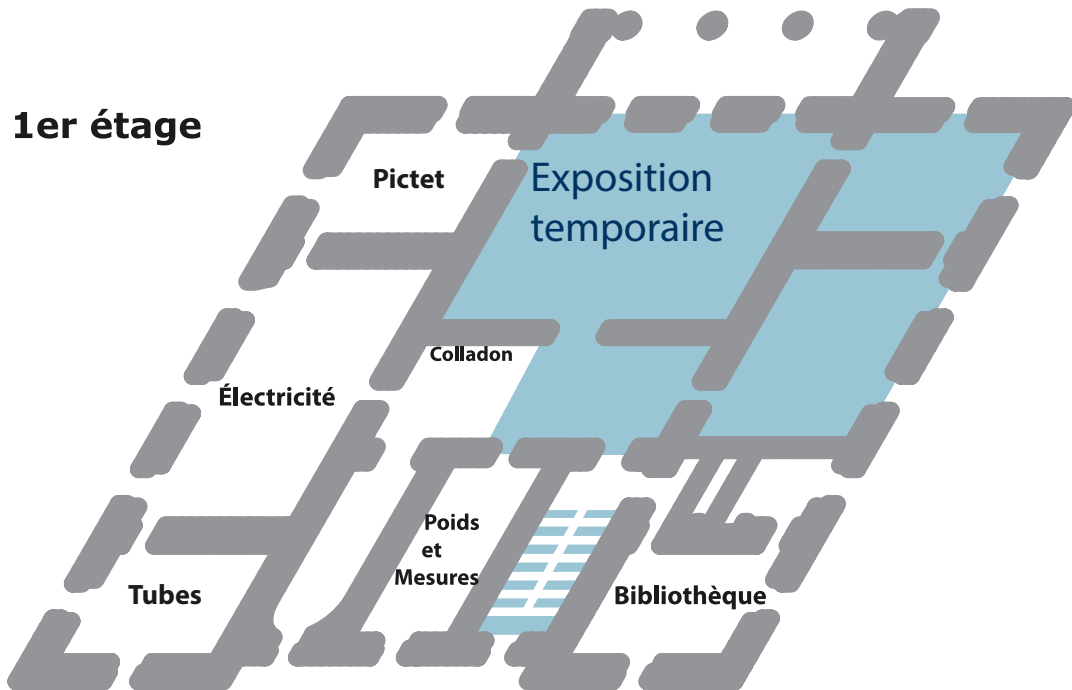 1er étage
Pictet
Exposition
temporaire
Colladon
Électricité
Poids
et
Mesures
Tubes
Bibliothèque